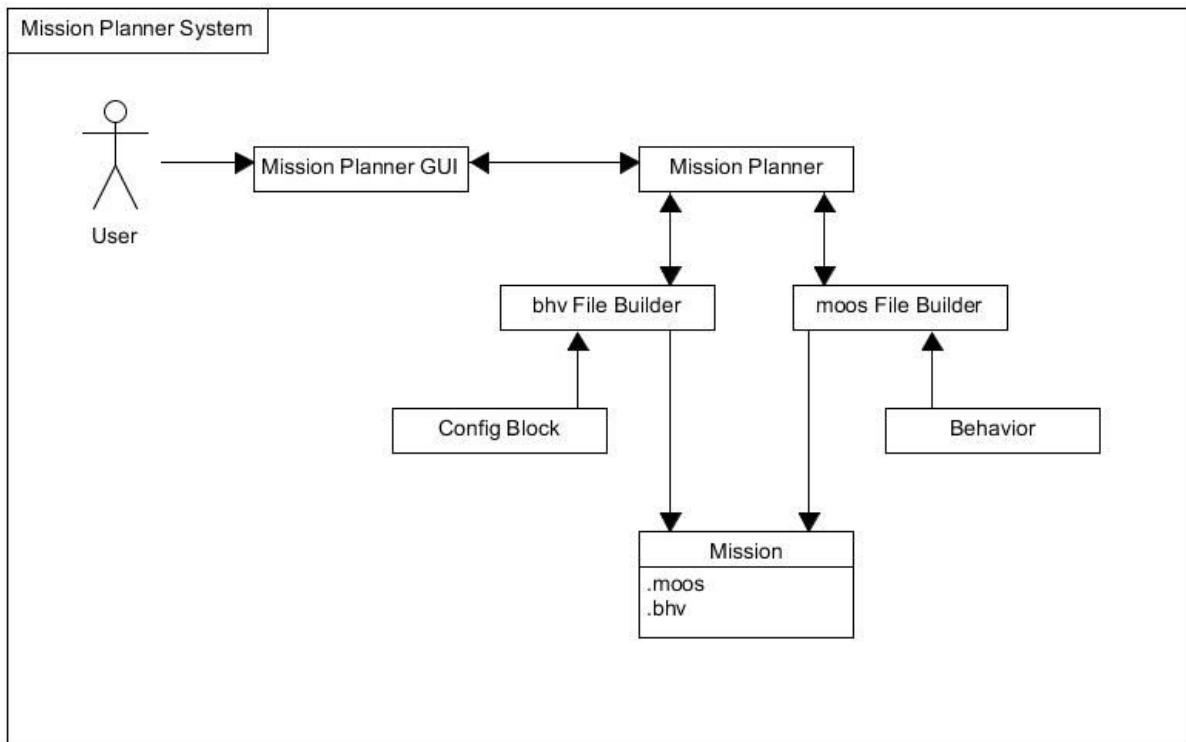 Mission Planner System
User
Mission Planner GUI
Mission Planner
bhv File Builder
moos File Builder
Config Block
Behavior
Mission
.moos
.bhv